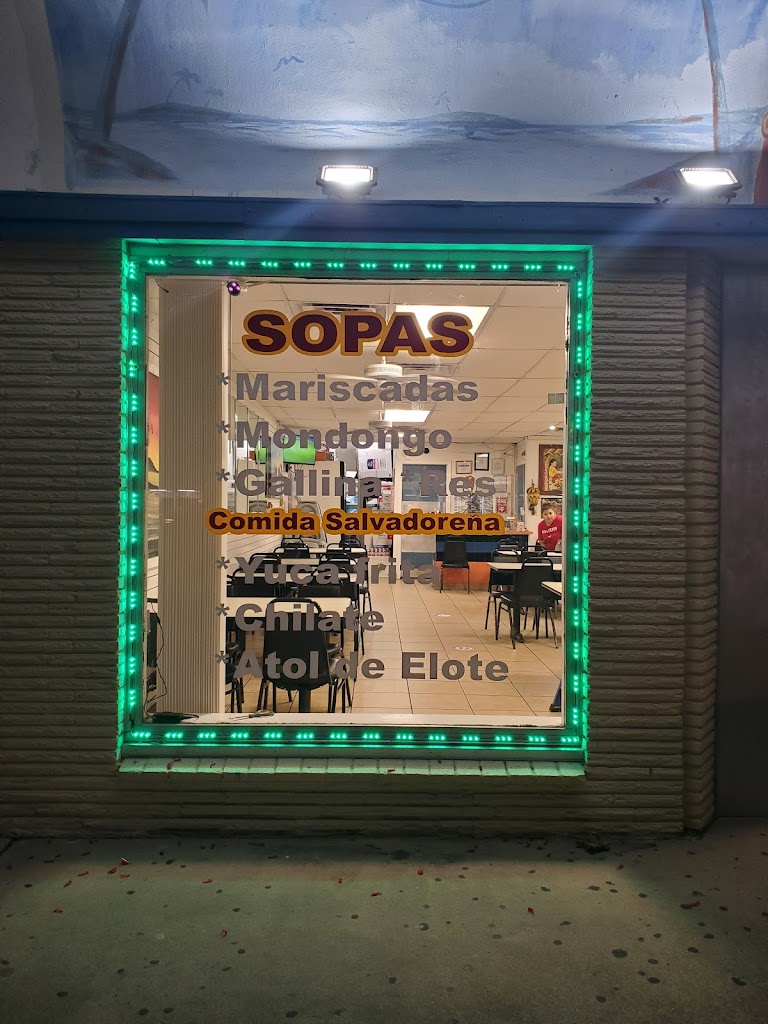 SOPAS
*Mariscadas
*Mondongo
*Gallina *Res
Comida Salvadoreña
*Yuca frita
*Chilate
*Atol de Elote